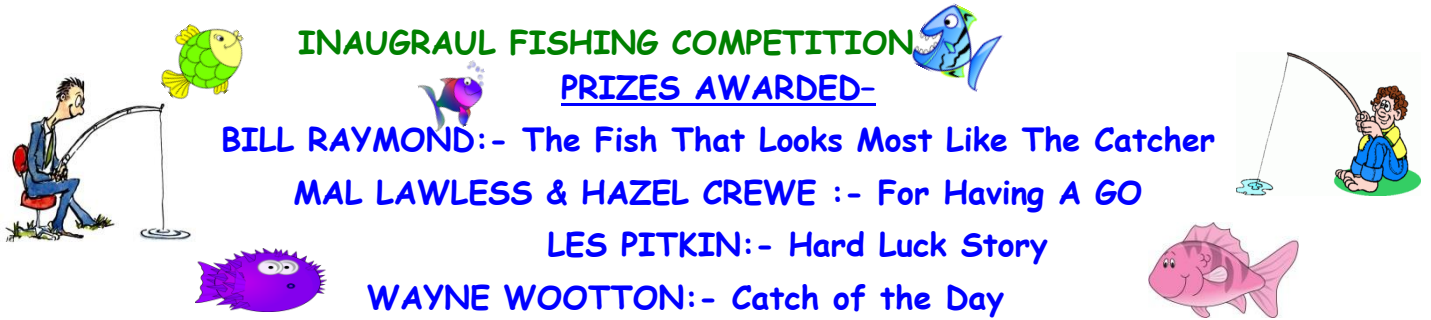 INAUGRAUL FISHING COMPETITION
PRIZES AWARDED–
BILL RAYMOND:- The Fish That Looks Most Like The Catcher
MAL LAWLESS & HAZEL CREWE :- For Having A GO
LES PITKIN:- Hard Luck Story
WAYNE WOOTTON:- Catch of the Day